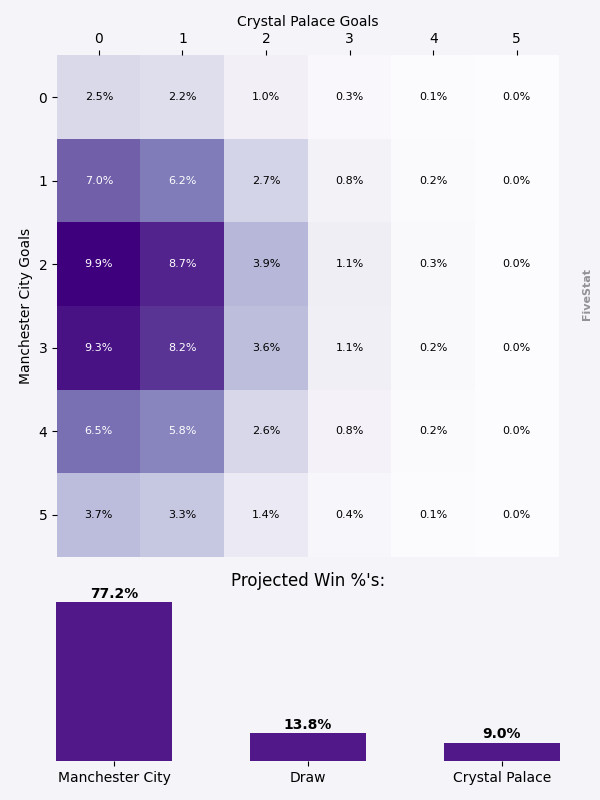 Crystal Palace Goals
0 1 2 3 4 5
0 2.5% 2.2% 1.0% 0.3% 0.1% 0.0%
1 7.0% 6.2% 2.7% 0.8% 0.2% 0.0%
2 9.9% 8.7% 3.9% 1.1% 0.3% 0.0%
3 9.3% 8.2% 3.6% 1.1% 0.2% 0.0%
4 6.5% 5.8% 2.6% 0.8% 0.2% 0.0%
5 3.7% 3.3% 1.4% 0.4% 0.1% 0.0%
Manchester City Goals
FiveStat
Projected Win %'s:
77.2%
13.8%
9.0%
Manchester City Draw Crystal Palace